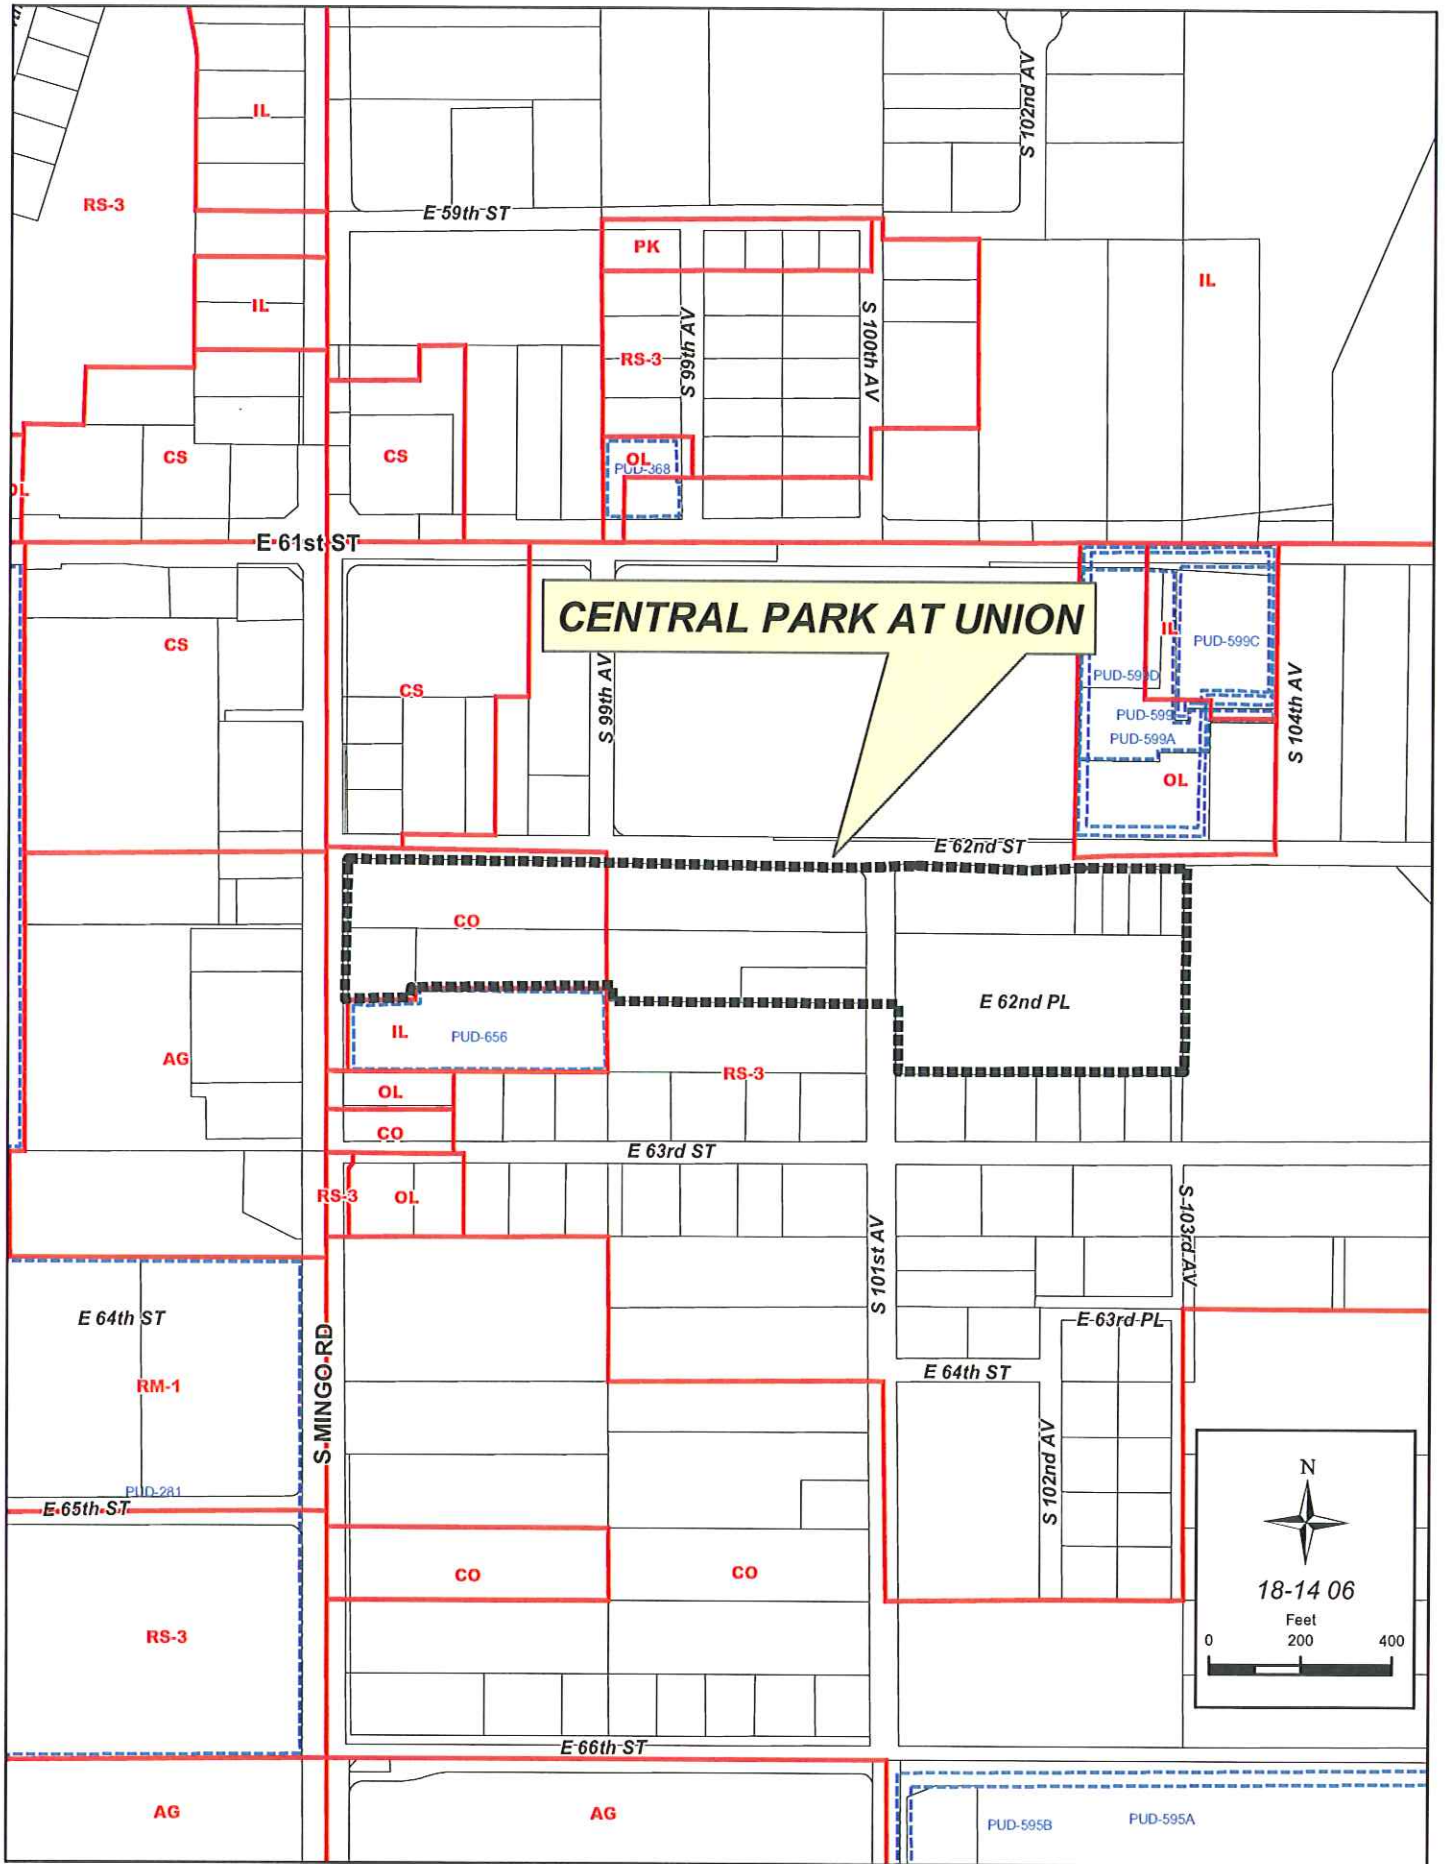 S 102nd AV
IL
RS-3
E 59th ST
PK
IL
IL
S 99th AV
S 100th AV
RS-3
CS
CS
OL
PUD-368
OL
E 61st ST
CENTRAL PARK AT UNION
IL
PUD-599C
CS
PUD-599D
CS
S 99th AV
S 104th AV
PUD-599
PUD-599A
OL
E 62nd ST
CO
E 62nd PL
IL
PUD-656
AG
RS-3
OL
CO
E 63rd ST
RS-3
OL
S 103rd AV
S 101st AV
E 64th ST
E 63rd PL
S MINGO RD
E 64th ST
RM-1
S 102nd AV
N
PUD-281
E 65th ST
CO
CO
18-14 06
Feet
0 200 400
RS-3
E 66th ST
AG
AG
PUD-595B
PUD-595A